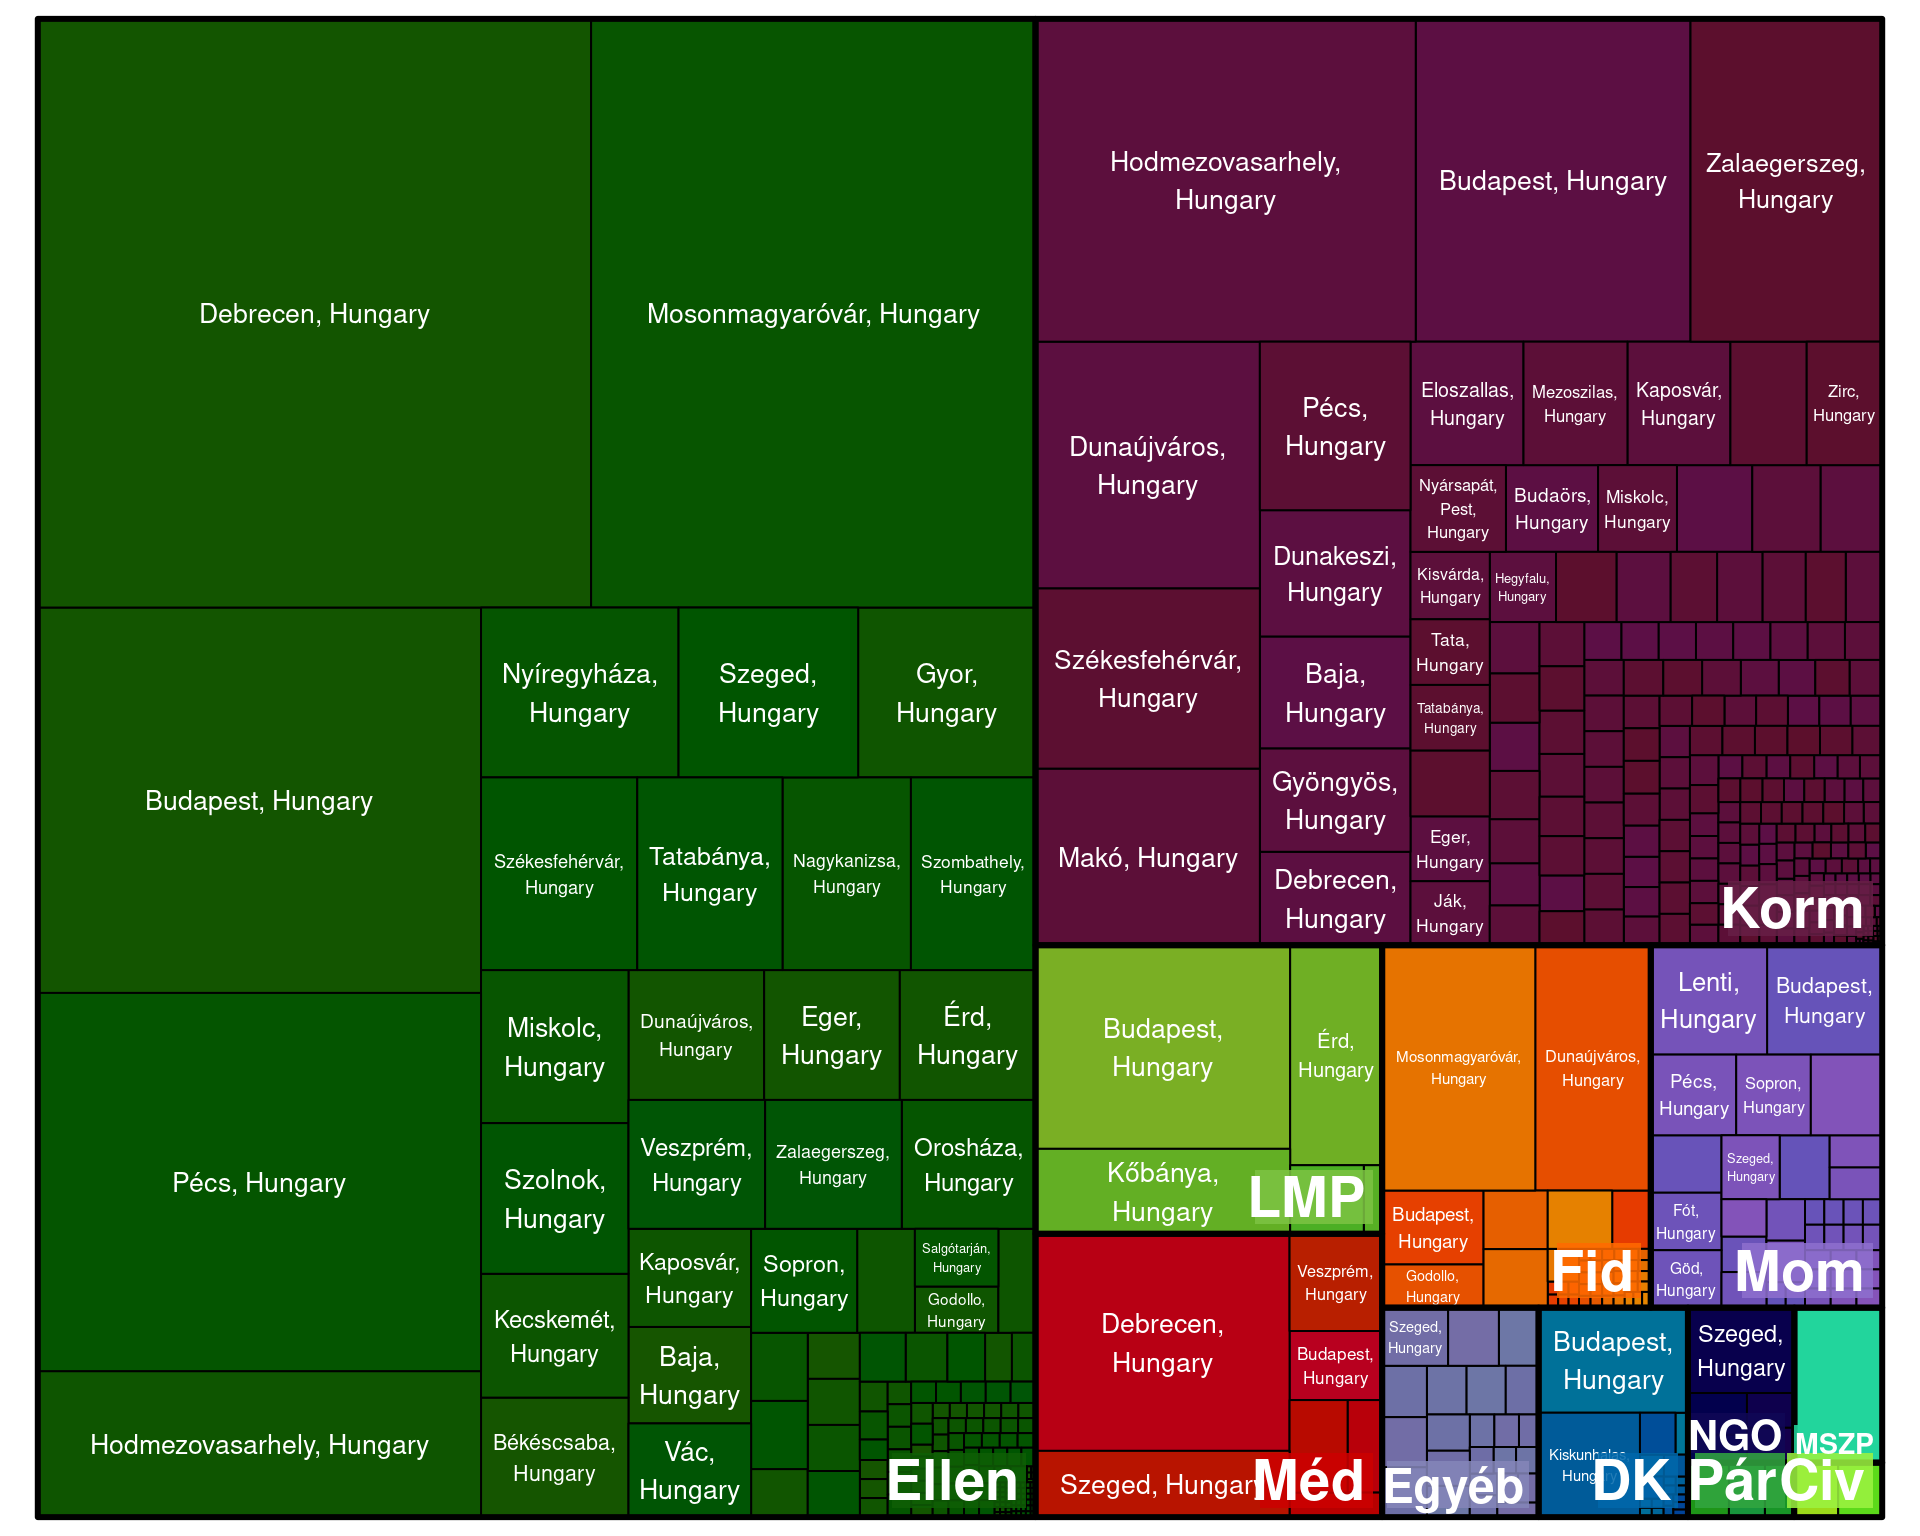 Debrecen, Hungary
Mosonmagyaróvár, Hungary
Budapest, Hungary
Pécs, Hungary
Hodmezovasarhely, Hungary
Nyíregyháza,
Hungary
Szeged,
Hungary
Gyor,
Hungary
Székesfehérvár,
Hungary
Tatabánya,
Hungary
Nagykanizsa,
Hungary
Szombathely,
Hungary
Miskolc,
Hungary
Dunaújváros,
Hungary
Eger,
Hungary
Érd,
Hungary
Szolnok,
Hungary
Veszprém,
Hungary
Zalaegerszeg,
Hungary
Orosháza,
Hungary
Kecskemét,
Hungary
Kaposvár,
Hungary
Sopron,
Hungary
Salgótarján,
Hungary
Godollo,
Hungary
Békéscsaba,
Hungary
Baja,
Hungary
Vác,
Hungary
Ellen
Hodmezovasarhely,
Hungary
Budapest, Hungary
Zalaegerszeg,
Hungary
Dunaújváros,
Hungary
Székesfehérvár,
Hungary
Makó, Hungary
Pécs,
Hungary
Dunakeszi,
Hungary
Baja,
Hungary
Gyöngyös,
Hungary
Debrecen,
Hungary
Eloszallas,
Hungary
Mezoszilas,
Hungary
Kaposvár,
Hungary
Zirc,
Hungary
Nyársapát,
Pest,
Hungary
Budaörs,
Hungary
Miskolc,
Hungary
Kisvárda,
Hungary
Hegyfalu,
Hungary
Tata,
Hungary
Tatabánya,
Hungary
Eger,
Hungary
Ják,
Hungary
Korm
Budapest,
Hungary
Érd,
Hungary
Kőbánya,
Hungary
LMP
Debrecen,
Hungary
Veszprém,
Hungary
Budapest,
Hungary
Szeged, Hungary
Méd
Mosonmagyaróvár,
Hungary
Dunaújváros,
Hungary
Budapest,
Hungary
Godollo,
Hungary
Fid
Lenti,
Hungary
Budapest,
Hungary
Pécs,
Hungary
Sopron,
Hungary
Szeged,
Hungary
Fót,
Hungary
Göd,
Hungary
Mom
Szeged,
Hungary
Egyéb
Budapest,
Hungary
Kiskunhalas,
Hungary
DK
Szeged,
Hungary
NGO
MSZP
Pár
Civ